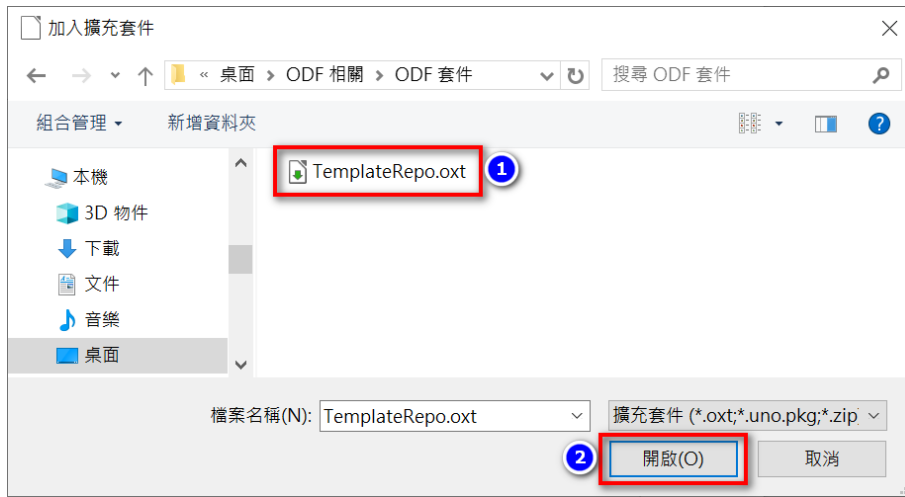 加入擴充套件
« 桌面 > ODF 相關 > ODF 套件
搜尋 ODF 套件
組合管理
新增資料夾
本機
3D 物件
下載
文件
音樂
桌面
TemplateRepo.oxt
1
檔案名稱(N): TemplateRepo.oxt
擴充套件 (*.oxt;*.uno.pkg;*.zip
2
開啟(O)
取消